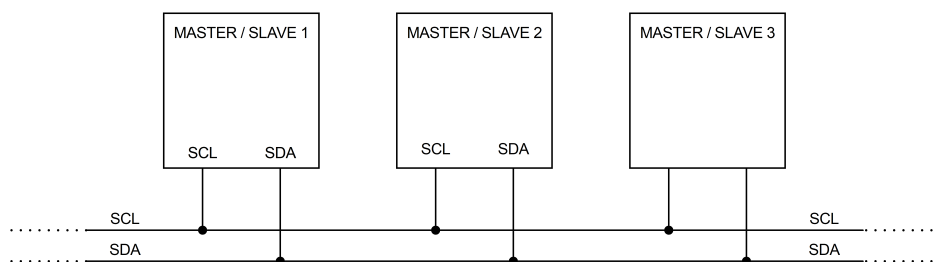 MASTER / SLAVE 1
MASTER / SLAVE 2
MASTER / SLAVE 3
SCL
SDA
SCL
SDA
SCL
SCL
SDA
SDA